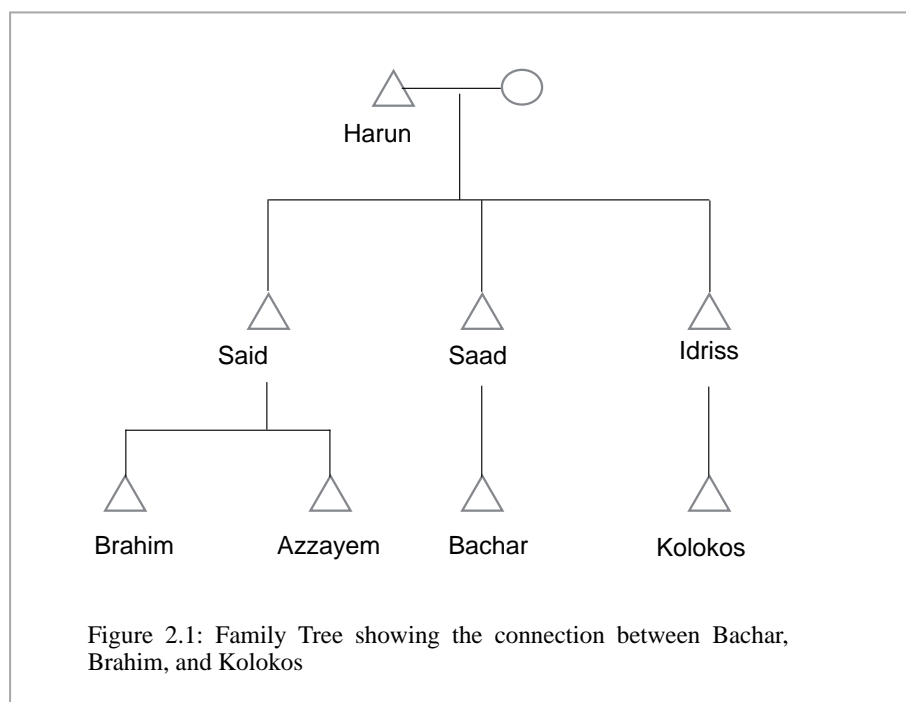 Harun
Said
Saad
Idriss
Brahim
Azzayem
Bachar
Kolokos
Figure 2.1: Family Tree showing the connection between Bachar,
Brahim, and Kolokos